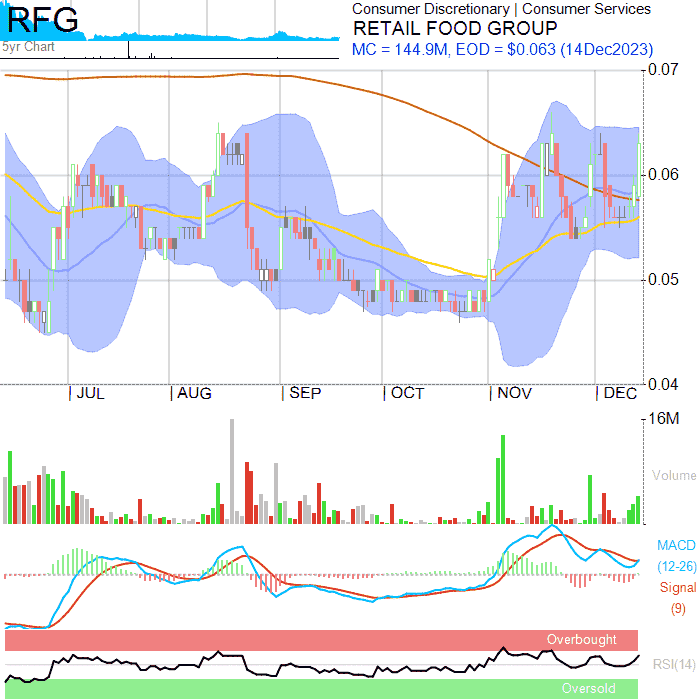 RFG
5yr Chart
Consumer Discretionary | Consumer Services
RETAIL FOOD GROUP
MC = 144.9M, EOD = $0.063 (14Dec2023)
0.07
0.06
0.05
0.04
JUL AUG SEP OCT NOV DEC
16M
Volume
MACD
(12-26)
Signal
(9)
Overbought
RSI(14)
Oversold